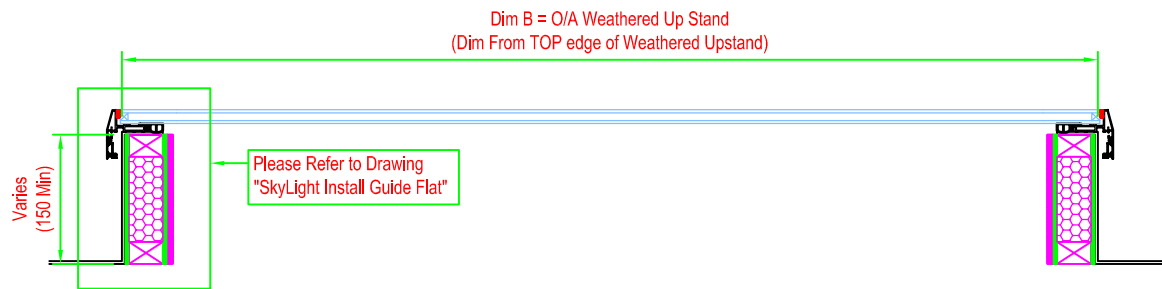 Dim B = O/A Weathered Up Stand
(Dim From TOP edge of Weathered Upstand)
Please Refer to Drawing
"SkyLight Install Guide Flat"
Varies
(150 Min)